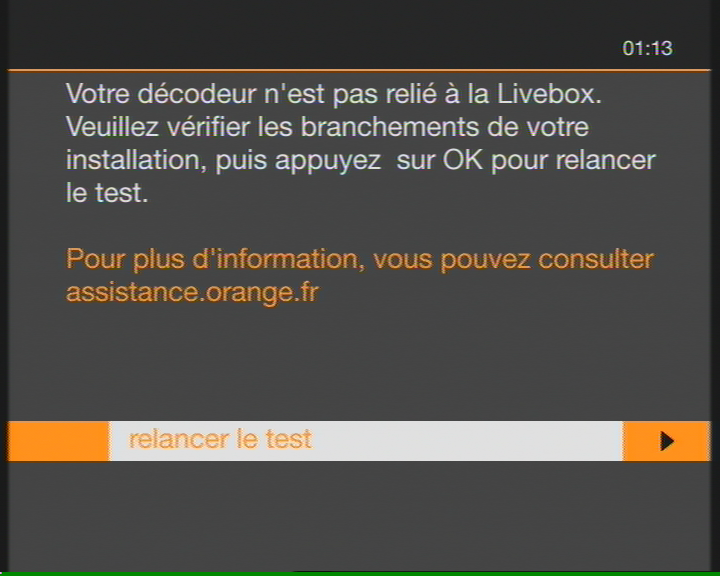 01:13
Votre décodeur n'est pas relié à la Livebox.
Veuillez vérifier les branchements de votre
installation, puis appuyez  sur OK pour relancer
le test.
Pour plus d'information, vous pouvez consulter
assistance.orange.fr
relancer le test